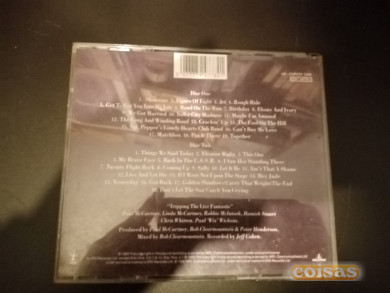 Disc One
1. Showtime 2. Figure Of Eight 3. Jet 4. Rough Ride
5. Got To Get You Into My Life 6. Band On The Run 7. Birthday 8. Ebony And Ivory
9. We Got Married 10. Inner City Madness 11. Maybe I'm Amazed
12. The Long And Winding Road 13. Crackin' Up 14. The Fool On The Hill
15. Sgt. Pepper's Lonely Hearts Club Band 16. Can't Buy Me Love
17. Matchbox 18. Put It There 19. Together
Disc Two
1. Things We Said Today 2. Eleanor Rigby 3. This One
4. My Brave Face 5. Back In The U.S.S.R. 6. I Saw Her Standing There
7. Twenty Flight Rock 8. Coming Up 9. Sally 10. Let It Be 11. Ain't That A Shame
12. Live And Let Die 13. If I Were Not Upon The Stage 14. Hey Jude
15. Yesterday 16. Get Back 17. Golden Slumbers/Carry That Weight/The End
18. Don't Let The Sun Catch You Crying
"Tripping The Live Fantastic"
Paul McCartney, Linda McCartney, Robbie McIntosh, Hamish Stuart
Chris Whitten, Paul 'Wix' Wickens
Produced by Paul McCartney, Bob Clearmountain & Peter Henderson.
Mixed by Bob Clearmountain. Recorded by Jeff Cohen.
coisas